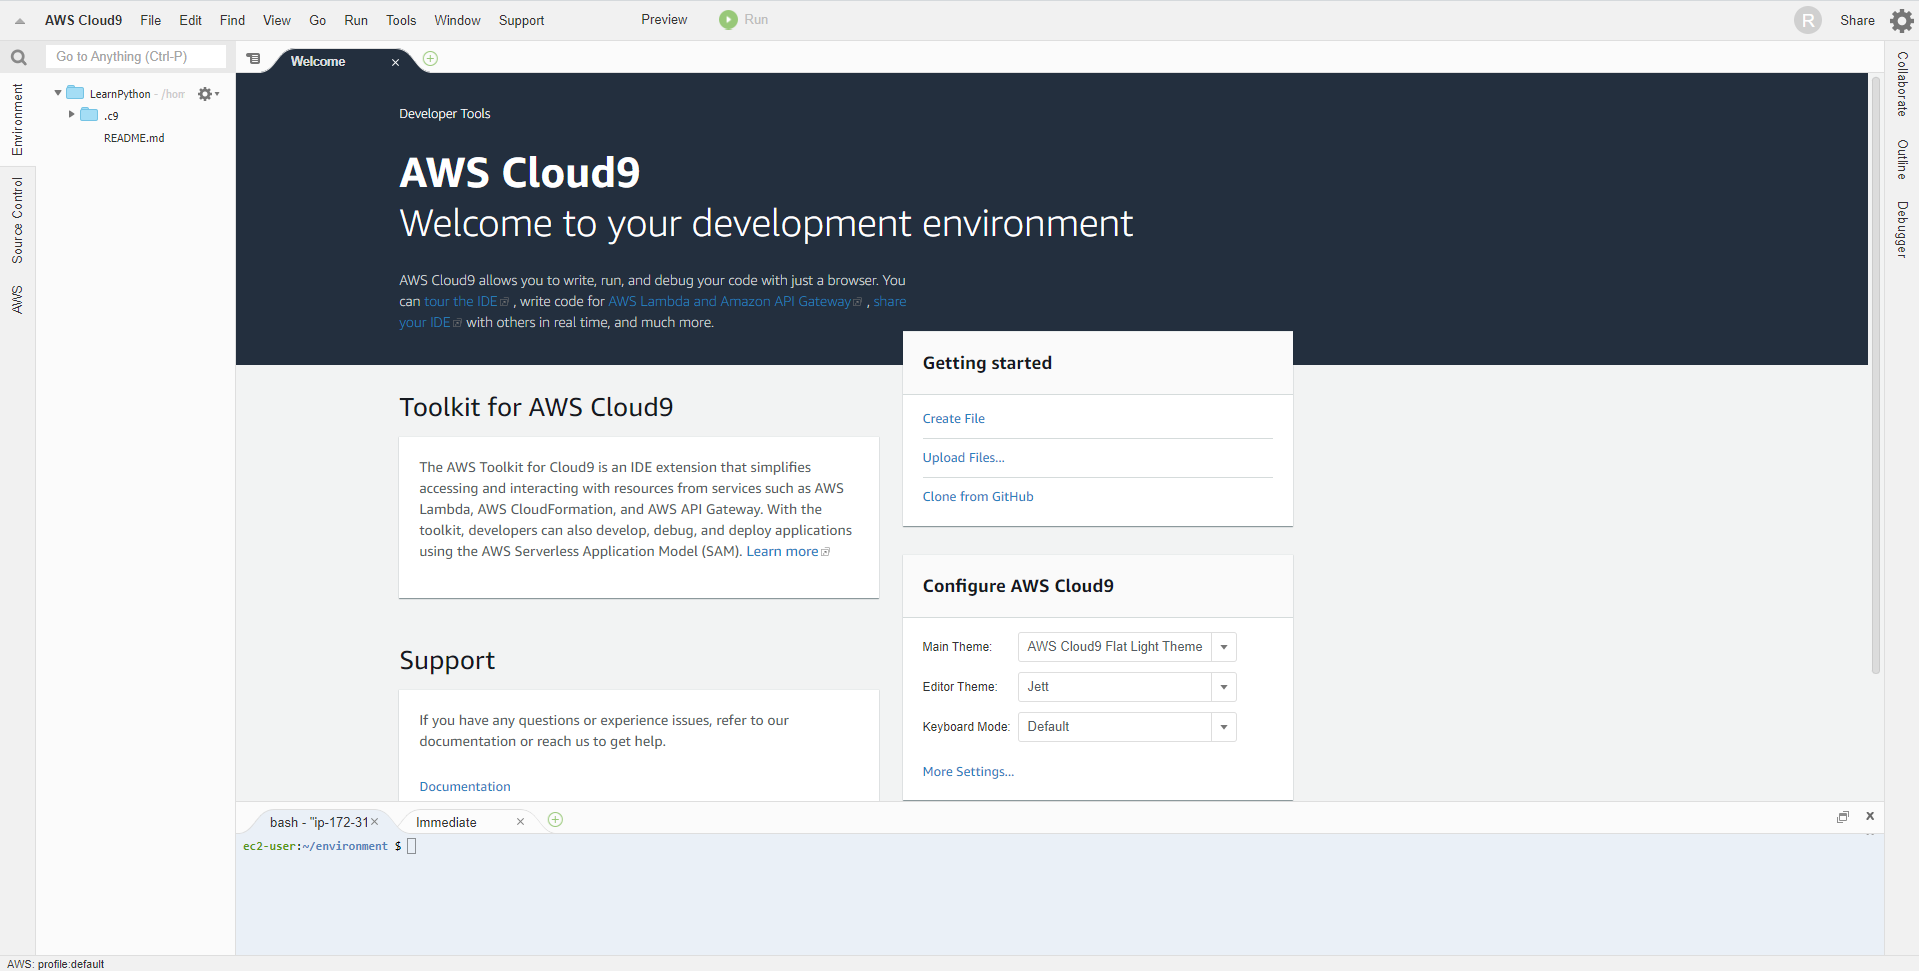 AWS Cloud9 File Edit Find View Go Run Tools Window Support Preview Run R Share
Go to Anything (Ctrl-P)
Welcome
Environment
Source Control
AWS
LearnPython - /hom
.c9
README.md
Collaborate
Outline
Debugger
Developer Tools
AWS Cloud9
Welcome to your development environment
AWS Cloud9 allows you to write, run, and debug your code with just a browser. You
can tour the IDE , write code for AWS Lambda and Amazon API Gateway , share
your IDE with others in real time, and much more.
Toolkit for AWS Cloud9
The AWS Toolkit for Cloud9 is an IDE extension that simplifies
accessing and interacting with resources from services such as AWS
Lambda, AWS CloudFormation, and AWS API Gateway. With the
toolkit, developers can also develop, debug, and deploy applications
using the AWS Serverless Application Model (SAM). Learn more
Support
If you have any questions or experience issues, refer to our
documentation or reach us to get help.
Documentation
Getting started
Create File
Upload Files...
Clone from GitHub
Configure AWS Cloud9
Main Theme: AWS Cloud9 Flat Light Theme
Editor Theme: Jett
Keyboard Mode: Default
More Settings...
bash - "ip-172-31 Immediate
ec2-user:~/environment $
AWS: profile:default